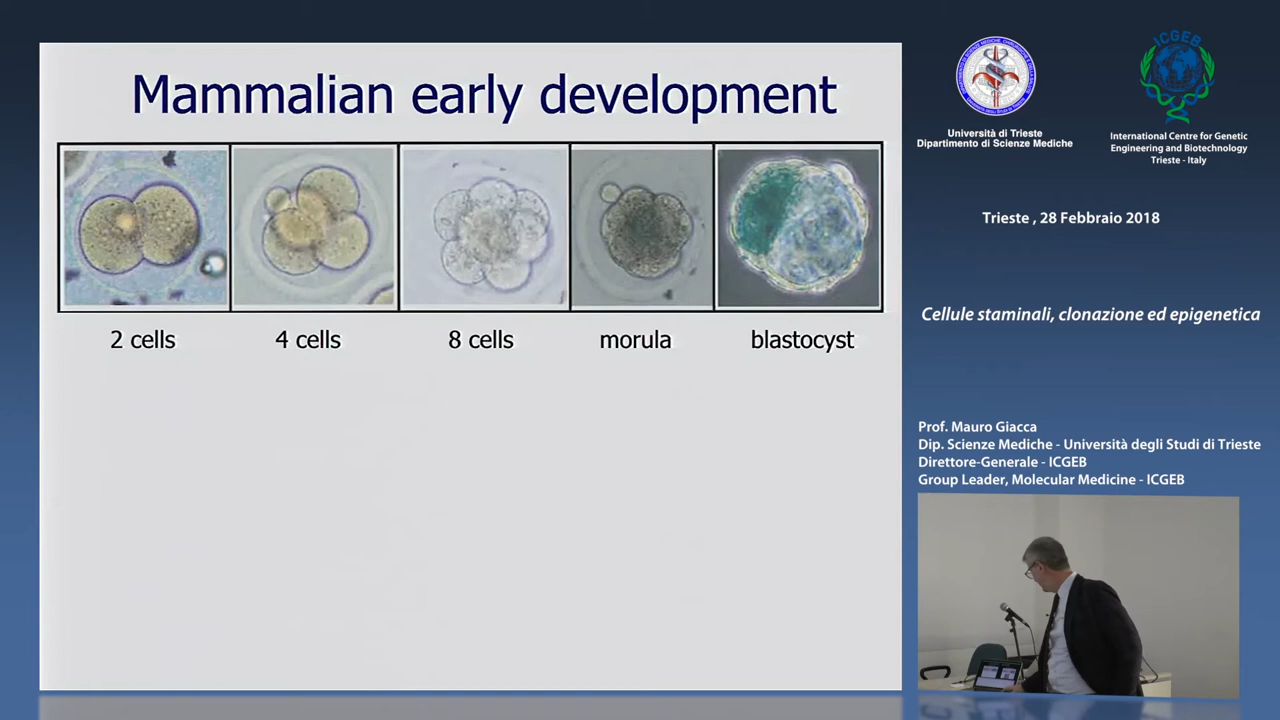 Mammalian early development
2 cells
4 cells
8 cells
morula
blastocyst
Università di Trieste
Dipartimento di Scienze Mediche
ICGEB
International Centre for Genetic
Engineering and Biotechnology
Trieste - Italy
Trieste , 28 Febbraio 2018
Cellule staminali, clonazione ed epigenetica
Prof. Mauro Giacca
Dip. Scienze Mediche - Università degli Studi di Trieste
Direttore-Generale - ICGEB
Group Leader, Molecular Medicine - ICGEB